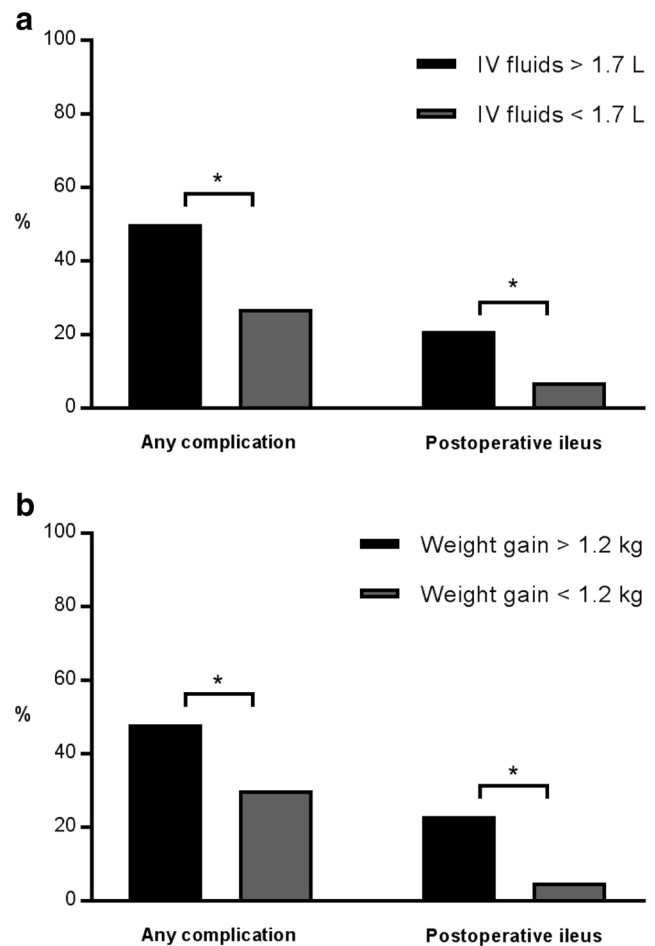 a
100
80
60
40
20
0
%
IV fluids > 1.7 L
IV fluids < 1.7 L
*
*
Any complication
Postoperative ileus
b
100
80
60
40
20
0
%
Weight gain > 1.2 kg
Weight gain < 1.2 kg
*
*
Any complication
Postoperative ileus